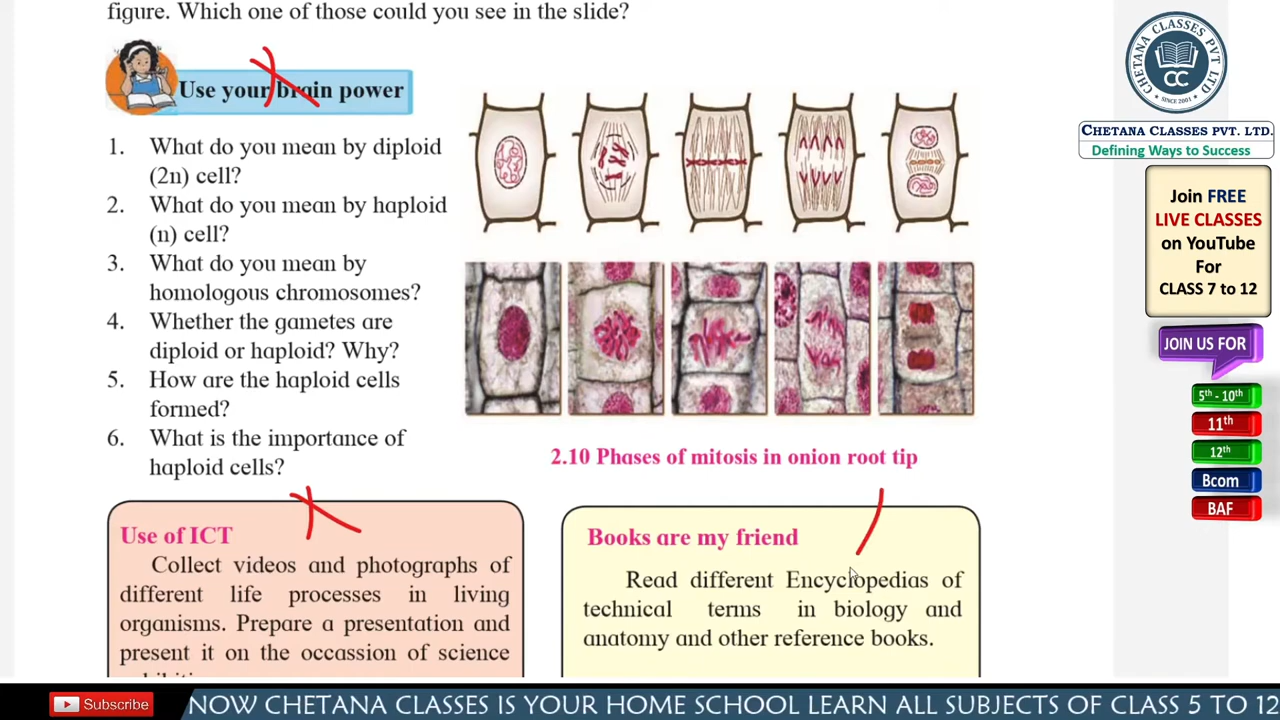 figure. Which one of those could you see in the slide?
Use your brain power
1. What do you mean by diploid
(2n) cell?
2. What do you mean by haploid
(n) cell?
3. What do you mean by
homologous chromosomes?
4. Whether the gametes are
diploid or haploid? Why?
5. How are the haploid cells
formed?
6. What is the importance of
haploid cells?
2.10 Phases of mitosis in onion root tip
Use of ICT
Collect videos and photographs of
different life processes in living
organisms. Prepare a presentation and
present it on the occassion of science
Books are my friend
Read different Encyclopedias of
technical terms in biology and
anatomy and other reference books.
CHETANA CLASSES PVT LTD
CC
SINCE 2001
CHETANA CLASSES PVT. LTD.
Defining Ways to Success
Join FREE
LIVE CLASSES
on YouTube
For
CLASS 7 to 12
JOIN US FOR
5th - 10th
11th
12th
Bcom
BAF
Subscribe
NOW CHETANA CLASSES IS YOUR HOME SCHOOL LEARN ALL SUBJECTS OF CLASS 5 TO 12